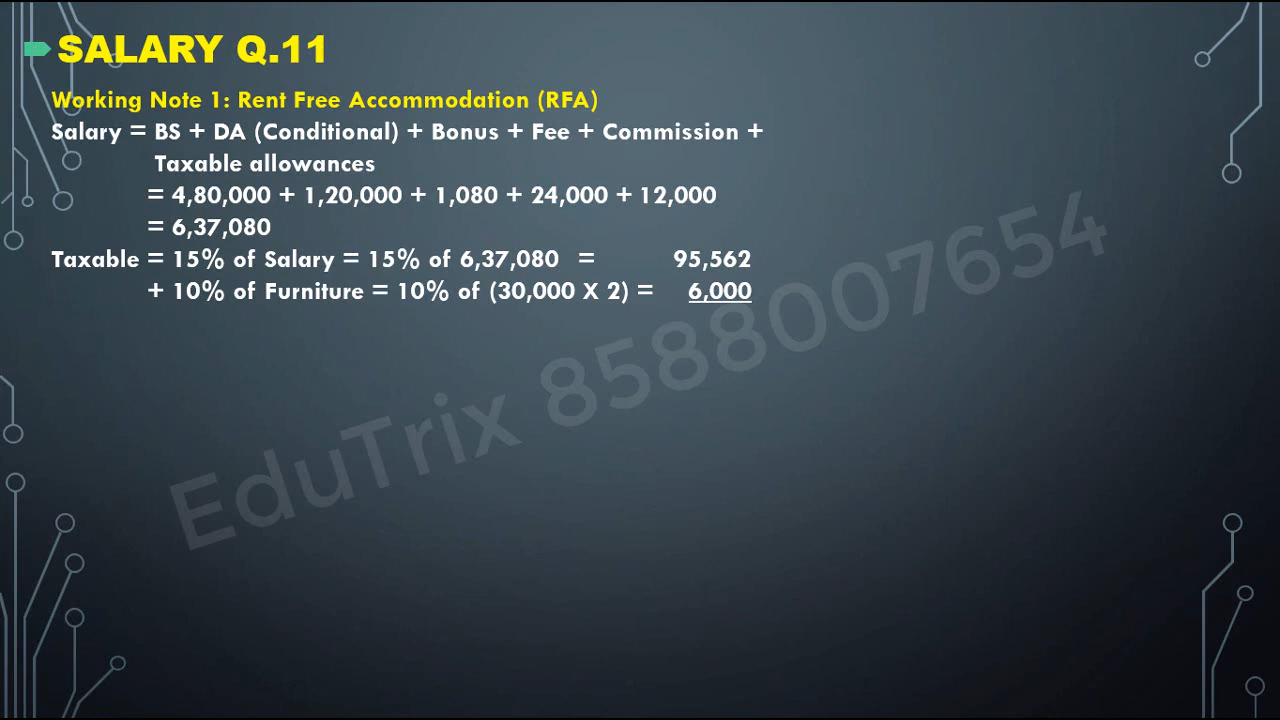 SALARY Q.11
Working Note 1: Rent Free Accommodation (RFA)
Salary = BS + DA (Conditional) + Bonus + Fee + Commission +
Taxable allowances
= 4,80,000 + 1,20,000 + 1,080 + 24,000 + 12,000
= 6,37,080
Taxable = 15% of Salary = 15% of 6,37,080 = 95,562
+ 10% of Furniture = 10% of (30,000 X 2) = 6,000
EduTrix 8588007654